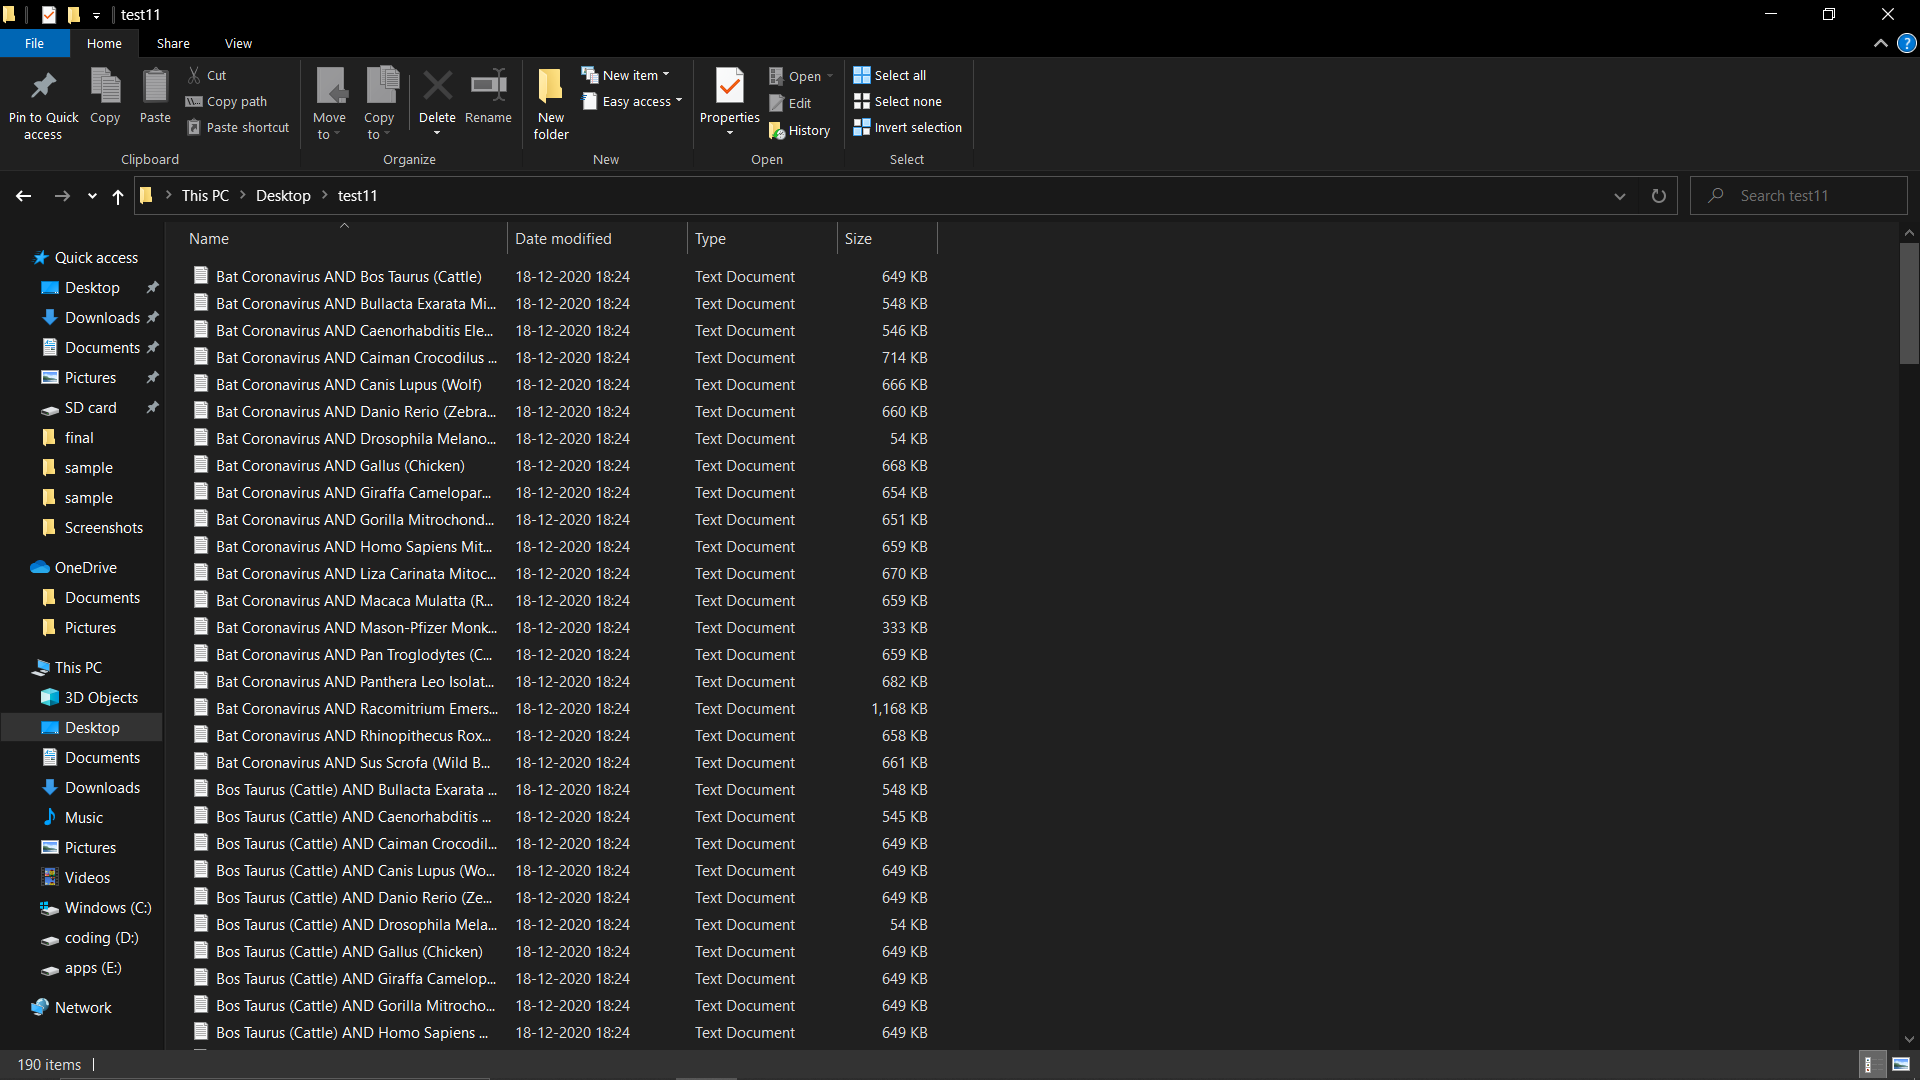 test11
File Home Share View
Pin to Quick access
Copy
Paste
Cut
Copy path
Paste shortcut
Clipboard
Move to
Copy to
Delete
Rename
Organize
New folder
New item
Easy access
New
Properties
Open
Edit
History
Open
Select all
Select none
Invert selection
Select
This PC > Desktop > test11
Search test11
Quick access
Desktop
Downloads
Documents
Pictures
SD card
final
sample
sample
Screenshots
OneDrive
Documents
Pictures
This PC
3D Objects
Desktop
Documents
Downloads
Music
Pictures
Videos
Windows (C:)
coding (D:)
apps (E:)
Network
Name Date modified Type Size
Bat Coronavirus AND Bos Taurus (Cattle) 18-12-2020 18:24 Text Document 649 KB
Bat Coronavirus AND Bullacta Exarata Mi... 18-12-2020 18:24 Text Document 548 KB
Bat Coronavirus AND Caenorhabditis Ele... 18-12-2020 18:24 Text Document 546 KB
Bat Coronavirus AND Caiman Crocodilus ... 18-12-2020 18:24 Text Document 714 KB
Bat Coronavirus AND Canis Lupus (Wolf) 18-12-2020 18:24 Text Document 666 KB
Bat Coronavirus AND Danio Rerio (Zebra... 18-12-2020 18:24 Text Document 660 KB
Bat Coronavirus AND Drosophila Melano... 18-12-2020 18:24 Text Document 54 KB
Bat Coronavirus AND Gallus (Chicken) 18-12-2020 18:24 Text Document 668 KB
Bat Coronavirus AND Giraffa Camelopar... 18-12-2020 18:24 Text Document 654 KB
Bat Coronavirus AND Gorilla Mitrochond... 18-12-2020 18:24 Text Document 651 KB
Bat Coronavirus AND Homo Sapiens Mit... 18-12-2020 18:24 Text Document 659 KB
Bat Coronavirus AND Liza Carinata Mitoc... 18-12-2020 18:24 Text Document 670 KB
Bat Coronavirus AND Macaca Mulatta (R... 18-12-2020 18:24 Text Document 659 KB
Bat Coronavirus AND Mason-Pfizer Monk... 18-12-2020 18:24 Text Document 333 KB
Bat Coronavirus AND Pan Troglodytes (C... 18-12-2020 18:24 Text Document 659 KB
Bat Coronavirus AND Panthera Leo Isolat... 18-12-2020 18:24 Text Document 682 KB
Bat Coronavirus AND Racomitrium Emers... 18-12-2020 18:24 Text Document 1,168 KB
Bat Coronavirus AND Rhinopithecus Rox... 18-12-2020 18:24 Text Document 658 KB
Bat Coronavirus AND Sus Scrofa (Wild B... 18-12-2020 18:24 Text Document 661 KB
Bos Taurus (Cattle) AND Bullacta Exarata ... 18-12-2020 18:24 Text Document 548 KB
Bos Taurus (Cattle) AND Caenorhabditis ... 18-12-2020 18:24 Text Document 545 KB
Bos Taurus (Cattle) AND Caiman Crocodil... 18-12-2020 18:24 Text Document 649 KB
Bos Taurus (Cattle) AND Canis Lupus (Wo... 18-12-2020 18:24 Text Document 649 KB
Bos Taurus (Cattle) AND Danio Rerio (Ze... 18-12-2020 18:24 Text Document 649 KB
Bos Taurus (Cattle) AND Drosophila Mela... 18-12-2020 18:24 Text Document 54 KB
Bos Taurus (Cattle) AND Gallus (Chicken) 18-12-2020 18:24 Text Document 649 KB
Bos Taurus (Cattle) AND Giraffa Camelop... 18-12-2020 18:24 Text Document 649 KB
Bos Taurus (Cattle) AND Gorilla Mitrocho... 18-12-2020 18:24 Text Document 649 KB
Bos Taurus (Cattle) AND Homo Sapiens ... 18-12-2020 18:24 Text Document 649 KB
190 items